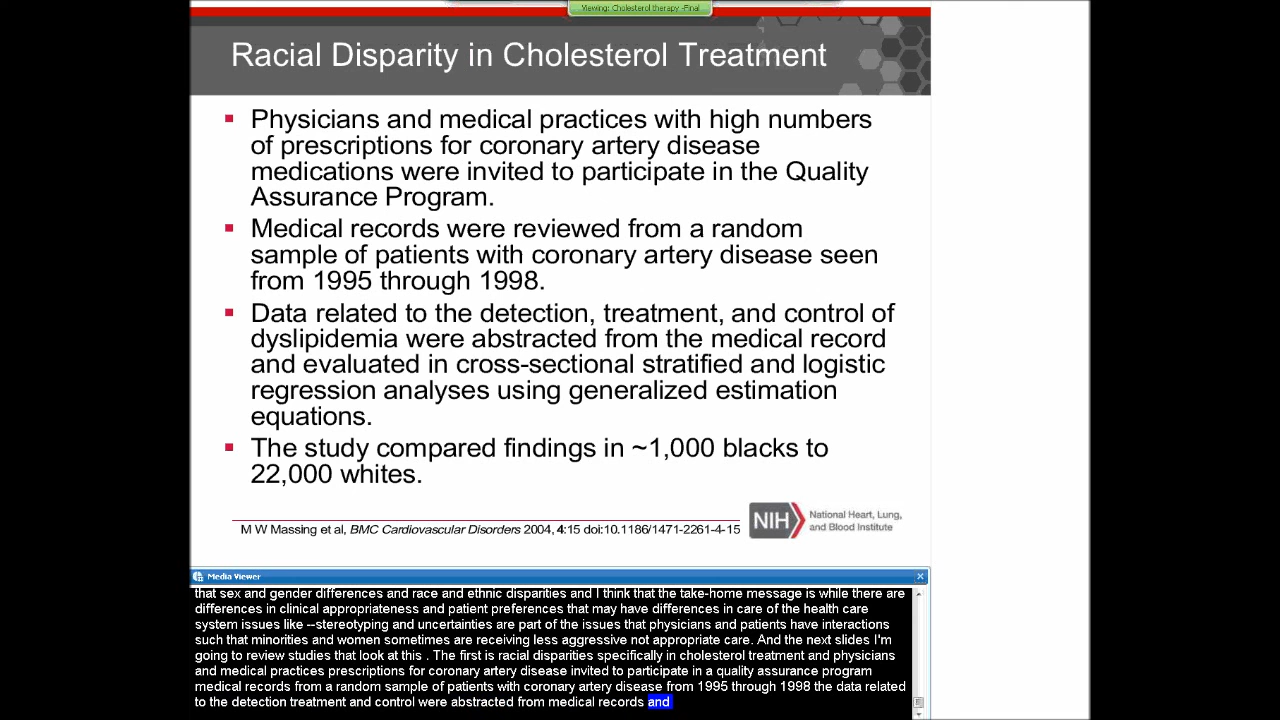 Viewing: Cholesterol therapy -Final
Racial Disparity in Cholesterol Treatment
▪ Physicians and medical practices with high numbers
of prescriptions for coronary artery disease
medications were invited to participate in the Quality
Assurance Program.
▪ Medical records were reviewed from a random
sample of patients with coronary artery disease seen
from 1995 through 1998.
▪ Data related to the detection, treatment, and control of
dyslipidemia were abstracted from the medical record
and evaluated in cross-sectional stratified and logistic
regression analyses using generalized estimation
equations.
▪ The study compared findings in ~1,000 blacks to
22,000 whites.
M W Massing et al, BMC Cardiovascular Disorders 2004, 4:15 doi:10.1186/1471-2261-4-15
NIH National Heart, Lung,
and Blood Institute
Media Viewer
that sex and gender differences and race and ethnic disparities and I think that the take-home message is while there are
differences in clinical appropriateness and patient preferences that may have differences in care of the health care
system issues like --stereotyping and uncertainties are part of the issues that physicians and patients have interactions
such that minorities and women sometimes are receiving less aggressive not appropriate care. And the next slides I'm
going to review studies that look at this . The first is racial disparities specifically in cholesterol treatment and physicians
and medical practices prescriptions for coronary artery disease invited to participate in a quality assurance program
medical records from a random sample of patients with coronary artery disease from 1995 through 1998 the data related
to the detection treatment and control were abstracted from medical records and